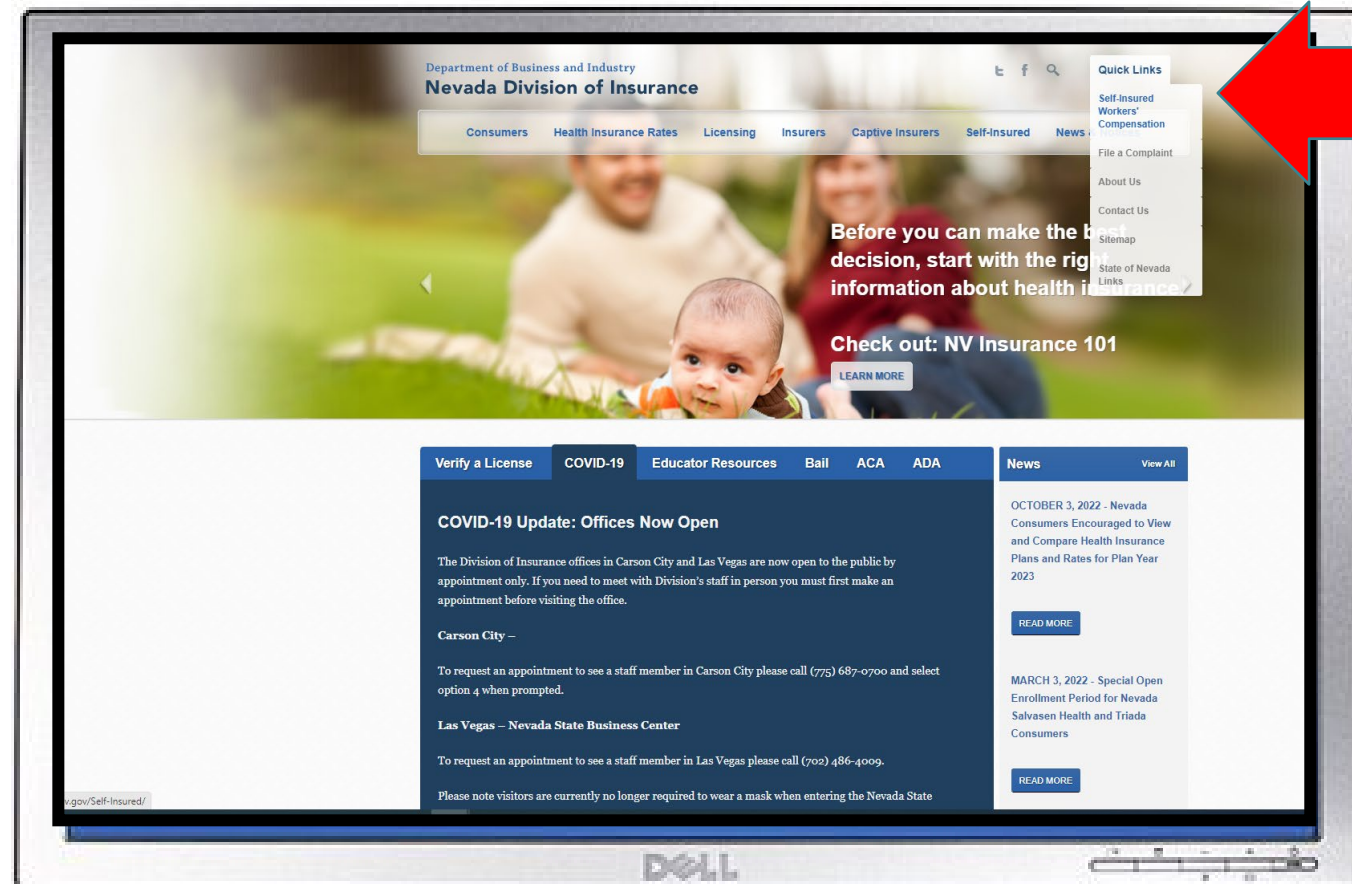 Department of Business and Industry
Nevada Division of Insurance
Quick Links
Self-Insured
Workers'
Compensation
File a Complaint
About Us
Contact Us
Sitemap
State of Nevada
Links
Consumers Health Insurance Rates Licensing Insurers Captive Insurers Self-Insured News &
Before you can make the best
decision, start with the right
information about health insurance.
Check out: NV Insurance 101
LEARN MORE
Verify a License COVID-19 Educator Resources Bail ACA ADA
COVID-19 Update: Offices Now Open
The Division of Insurance offices in Carson City and Las Vegas are now open to the public by
appointment only. If you need to meet with Division's staff in person you must first make an
appointment before visiting the office.
Carson City –
To request an appointment to see a staff member in Carson City please call (775) 687-0700 and select
option 4 when prompted.
Las Vegas – Nevada State Business Center
To request an appointment to see a staff member in Las Vegas please call (702) 486-4009.
Please note visitors are currently no longer required to wear a mask when entering the Nevada State
News View All
OCTOBER 3, 2022 - Nevada
Consumers Encouraged to View
and Compare Health Insurance
Plans and Rates for Plan Year
2023
READ MORE
MARCH 3, 2022 - Special Open
Enrollment Period for Nevada
Salvasen Health and Triada
Consumers
READ MORE
v.gov/Self-Insured/
DELL